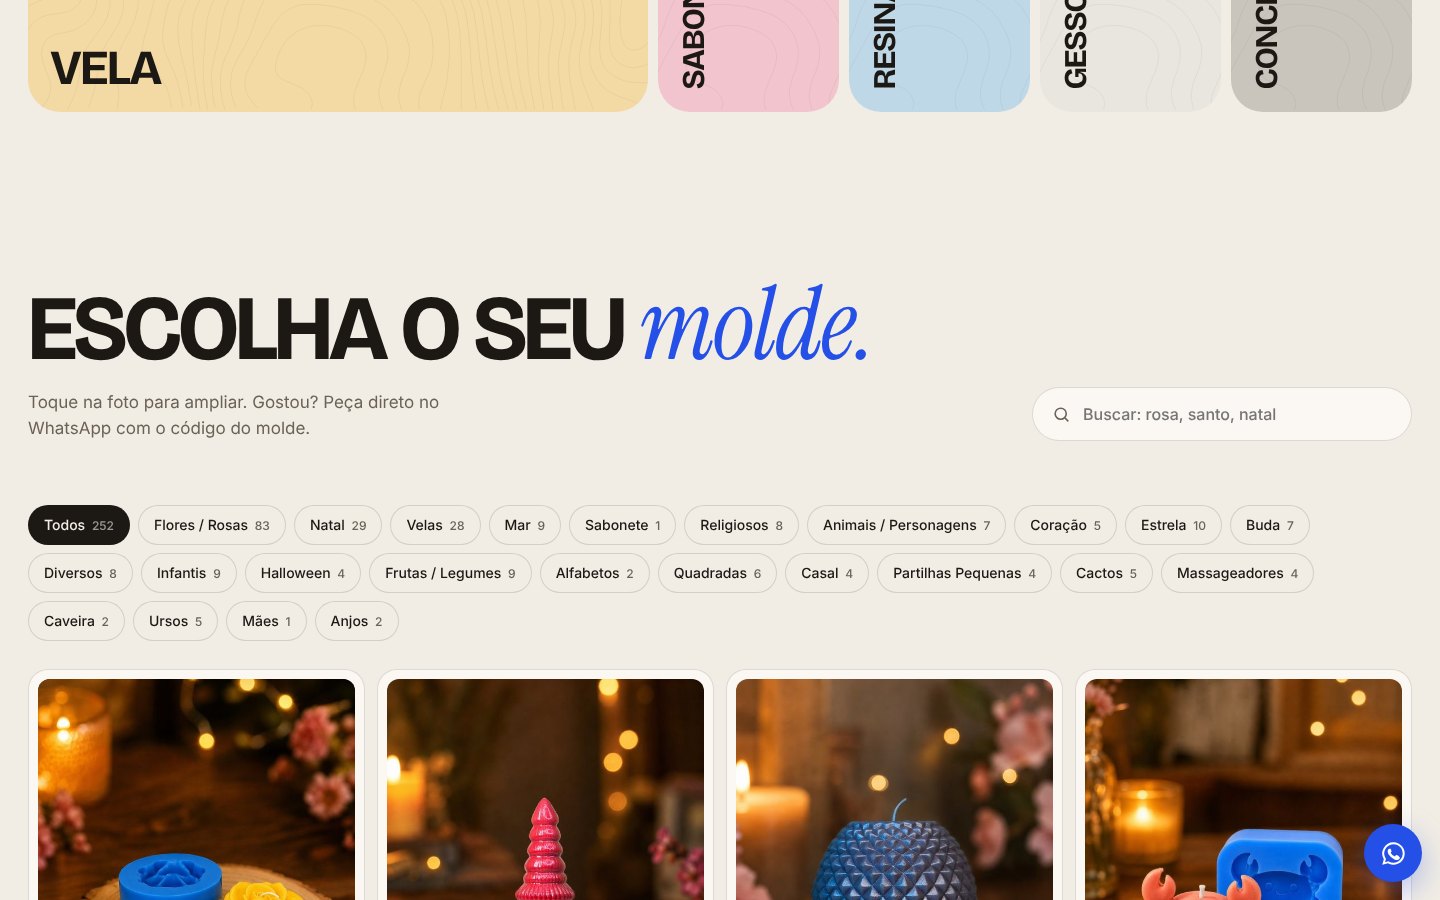 VELA
ESCOLHA O SEU molde.
Toque na foto para ampliar. Gostou? Peça direto no
WhatsApp com o código do molde.
Buscar: rosa, santo, natal
Todos 252
Flores / Rosas 83
Natal 29
Velas 28
Mar 9
Sabonete 1
Religiosos 8
Animais / Personagens 7
Coração 5
Estrela 10
Buda 7
Diversos 8
Infantis 9
Halloween 4
Frutas / Legumes 9
Alfabetos 2
Quadradas 6
Casal 4
Partilhas Pequenas 4
Cactos 5
Massageadores 4
Caveira 2
Ursos 5
Mães 1
Anjos 2